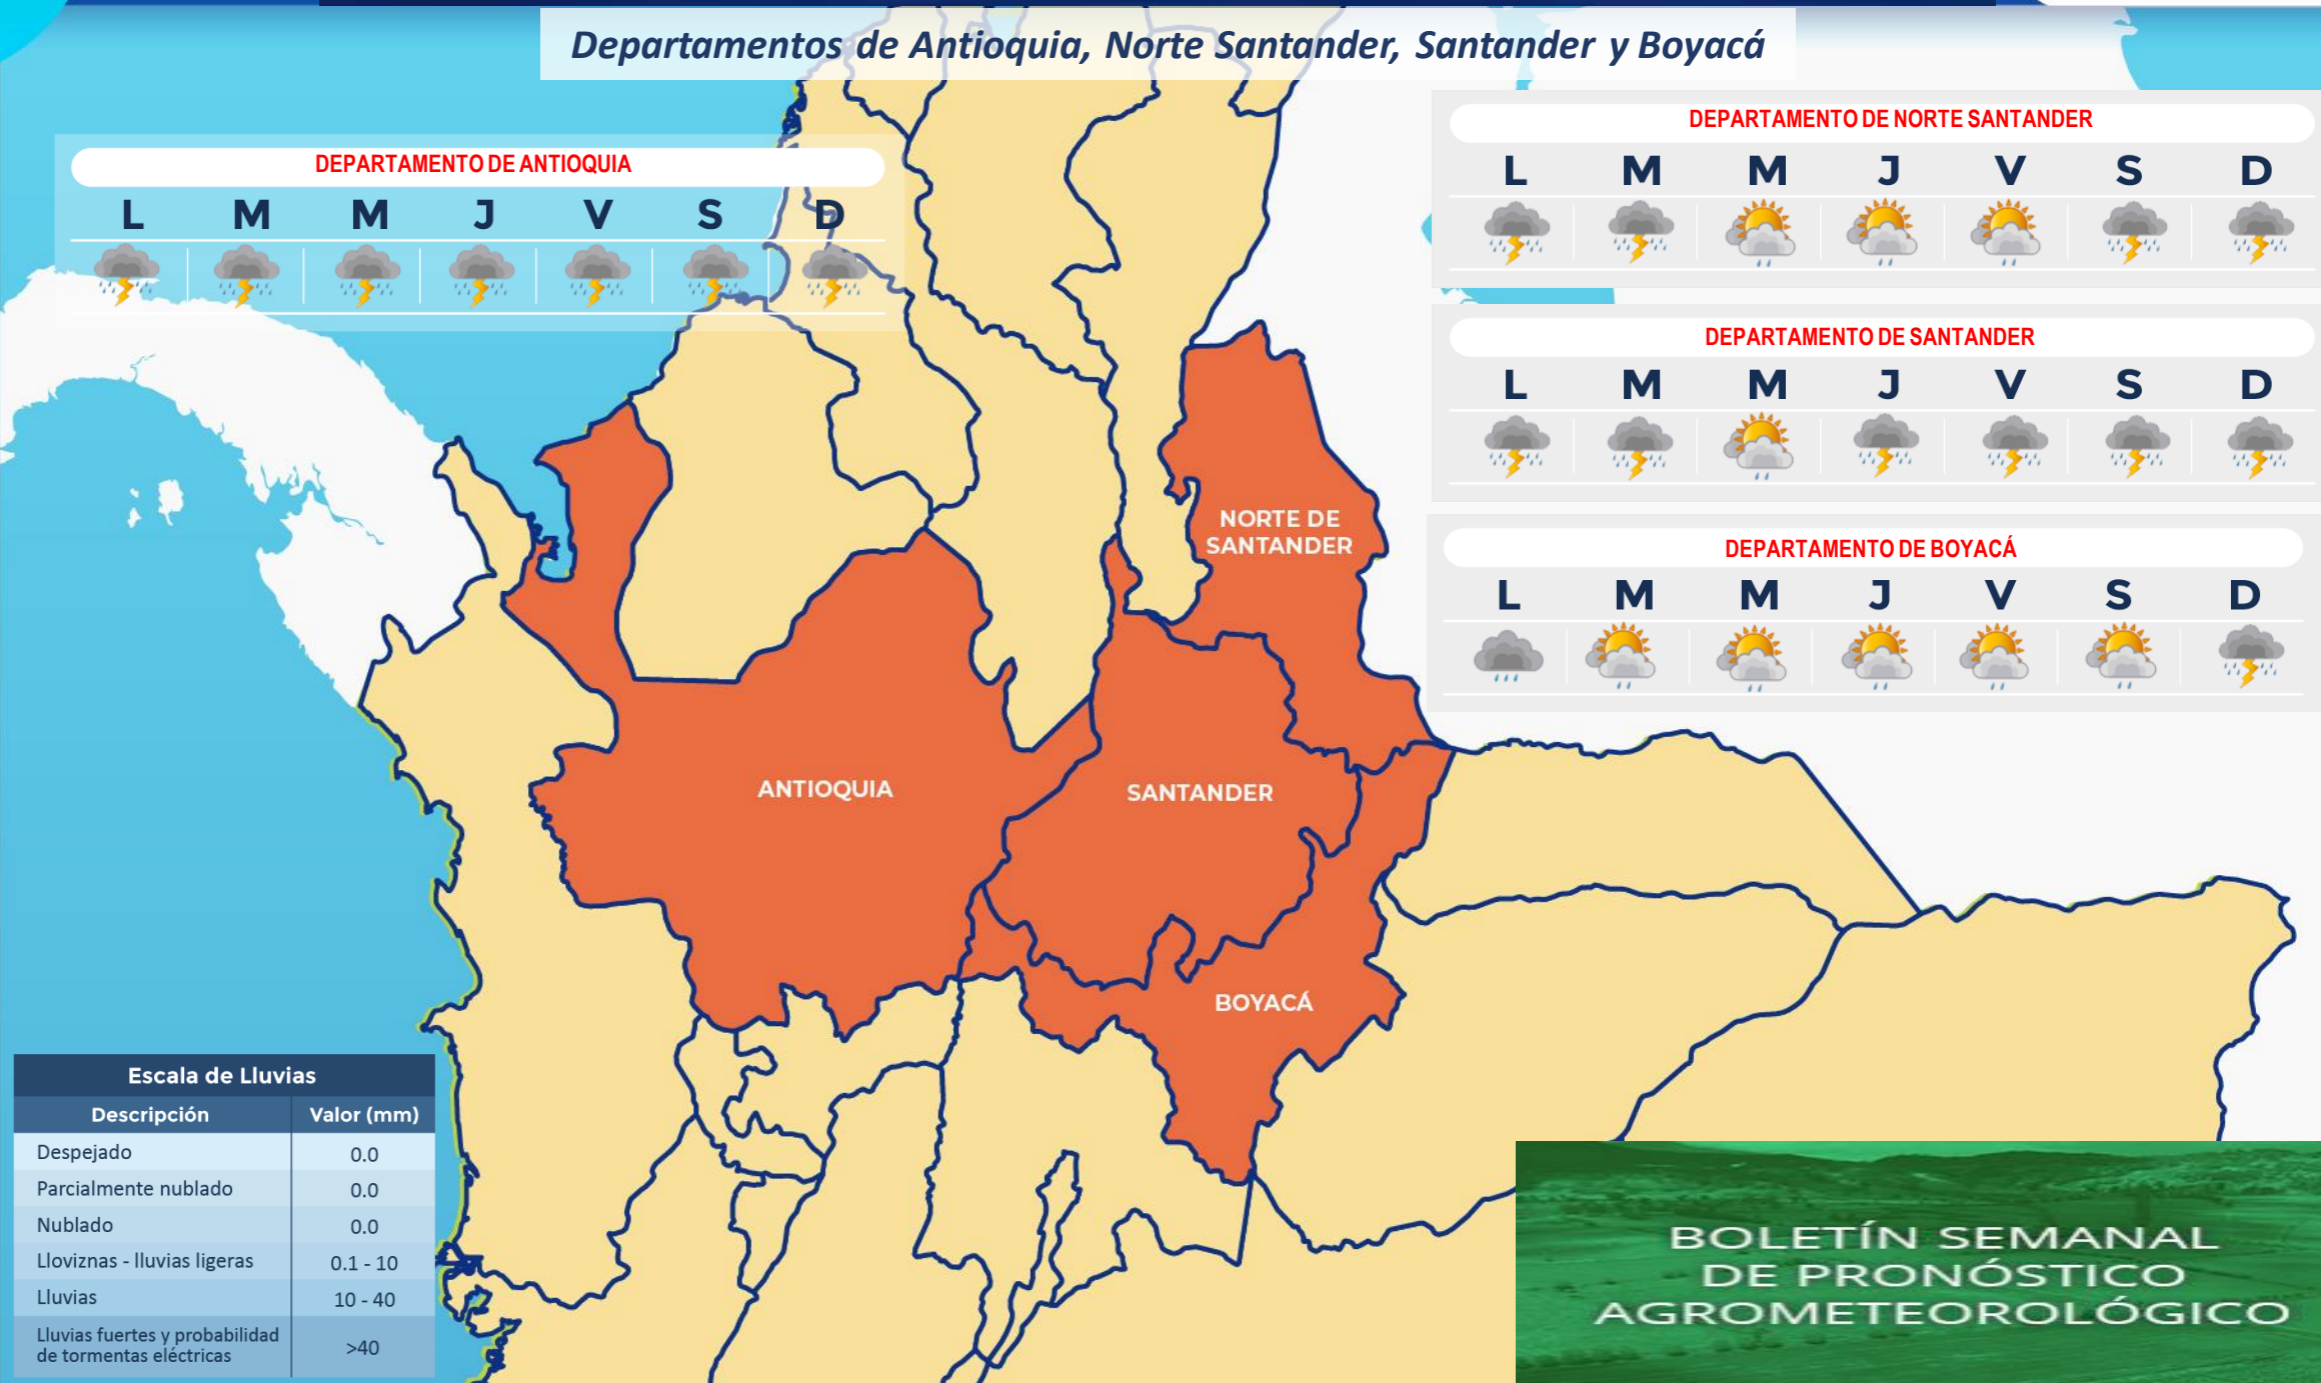 Departamentos de Antioquia, Norte Santander, Santander y Boyacá
DEPARTAMENTO DE ANTIOQUIA
L M M J V S D
DEPARTAMENTO DE NORTE SANTANDER
L M M J V S D
DEPARTAMENTO DE SANTANDER
L M M J V S D
DEPARTAMENTO DE BOYACÁ
L M M J V S D
NORTE DE
SANTANDER
ANTIOQUIA
SANTANDER
BOYACÁ
Escala de Lluvias
Descripción Valor (mm)
Despejado 0.0
Parcialmente nublado 0.0
Nublado 0.0
Lloviznas - lluvias ligeras 0.1 - 10
Lluvias 10 - 40
Lluvias fuertes y probabilidad
de tormentas eléctricas >40
BOLETÍN SEMANAL
DE PRONÓSTICO
AGROMETEOROLÓGICO